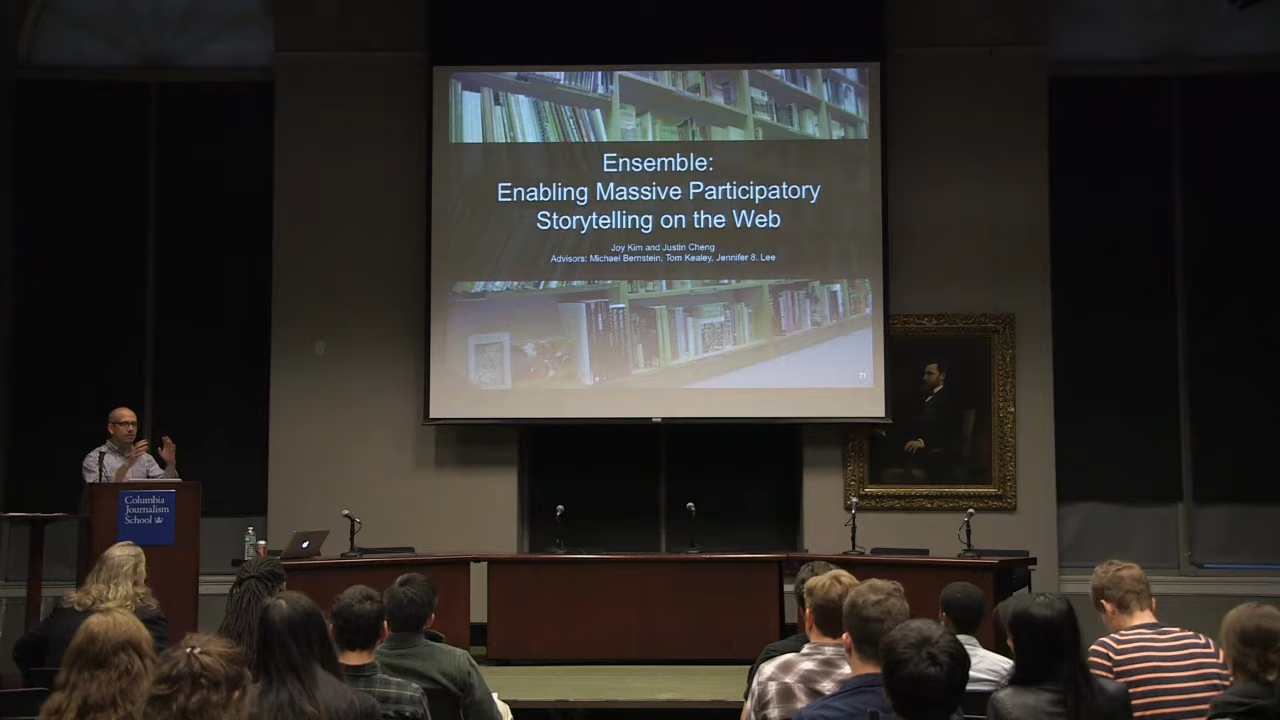 Ensemble:
Enabling Massive Participatory
Storytelling on the Web
Joy Kim and Justin Cheng
Advisors: Michael Bernstein, Tom Kealey, Jennifer 8. Lee
71
Columbia
Journalism
School